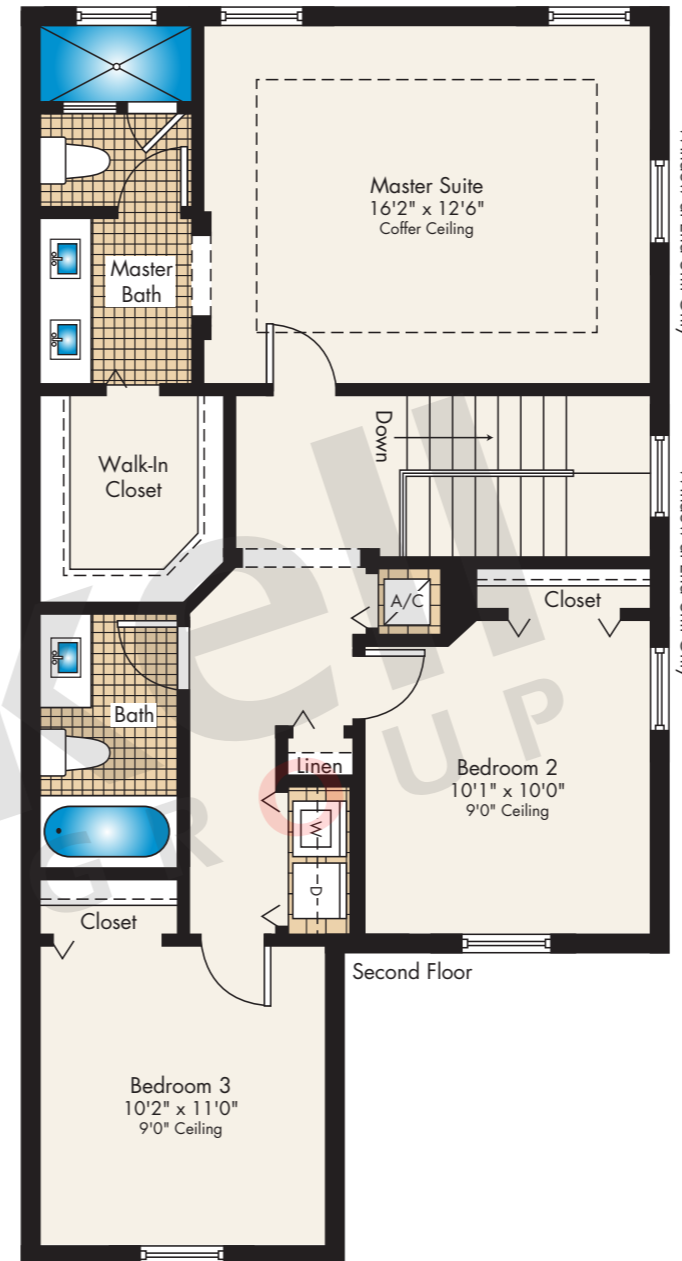 Master Suite
16'2" x 12'6"
Coffer Ceiling
Master
Bath
Down
Walk-In
Closet
A/C
Closet
Bath
Linen
Bedroom 2
10'1" x 10'0"
9'0" Ceiling
W
D
Closet
Second Floor
Bedroom 3
10'2" x 11'0"
9'0" Ceiling
kell
GROUP